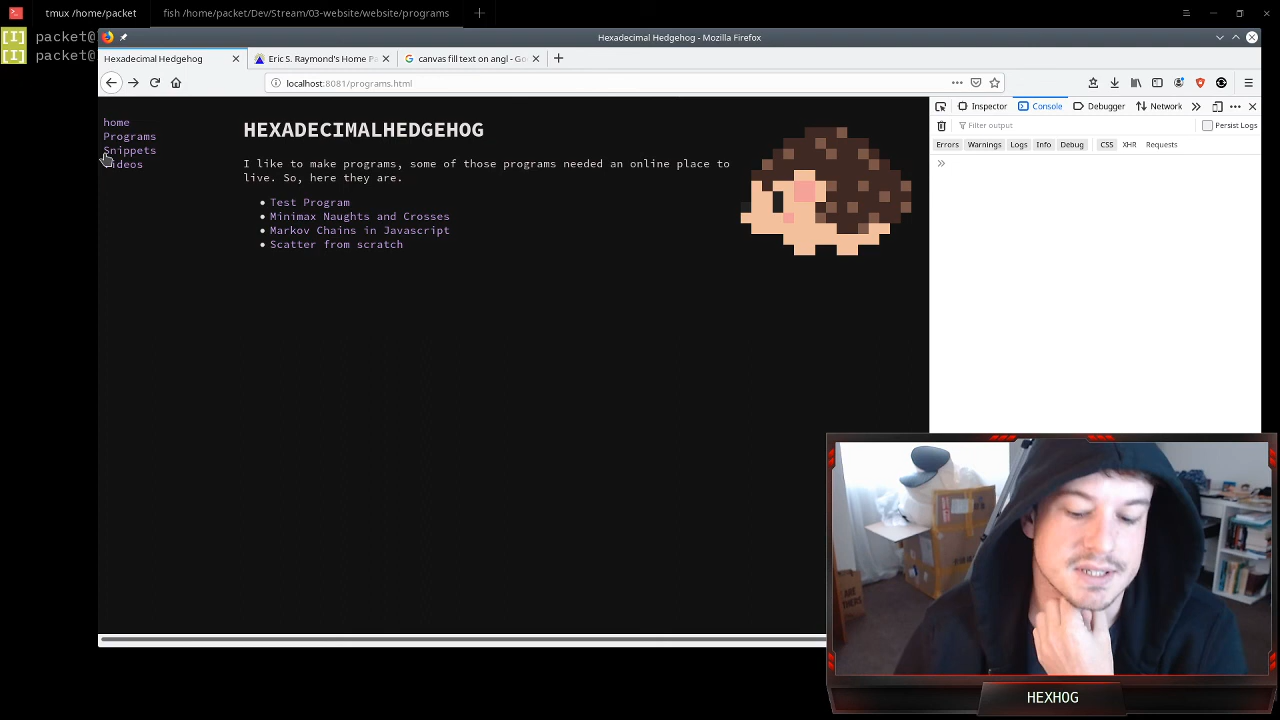 tmux /home/packet
fish /home/packet/Dev/Stream/03-website/website/programs
[I] packet@
[I] packet@
Hexadecimal Hedgehog - Mozilla Firefox
Hexadecimal Hedgehog
Eric S. Raymond's Home Pa
canvas fill text on angl - Go
localhost:8081/programs.html
home
Programs
Snippets
Videos
HEXADECIMALHEDGEHOG
I like to make programs, some of those programs needed an online place to
live. So, here they are.
Test Program
Minimax Naughts and Crosses
Markov Chains in Javascript
Scatter from scratch
Inspector
Console
Debugger
Network
Filter output
Persist Logs
Errors
Warnings
Logs
Info
Debug
CSS
XHR
Requests
HEXHOG